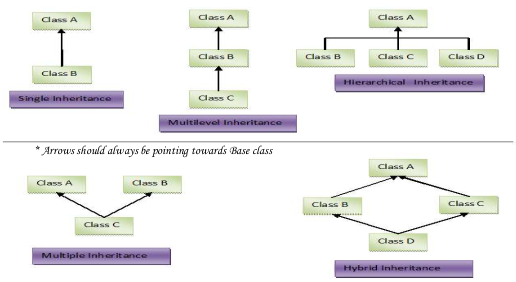 Class A
Class B
Single Inheritance
Class A
Class B
Class C
Multilevel Inheritance
Class A
Class B Class C Class D
Hierarchical Inheritance
* Arrows should always be pointing towards Base class
Class A Class B
Class C
Multiple Inheritance
Class A
Class B Class C
Class D
Hybrid Inheritance